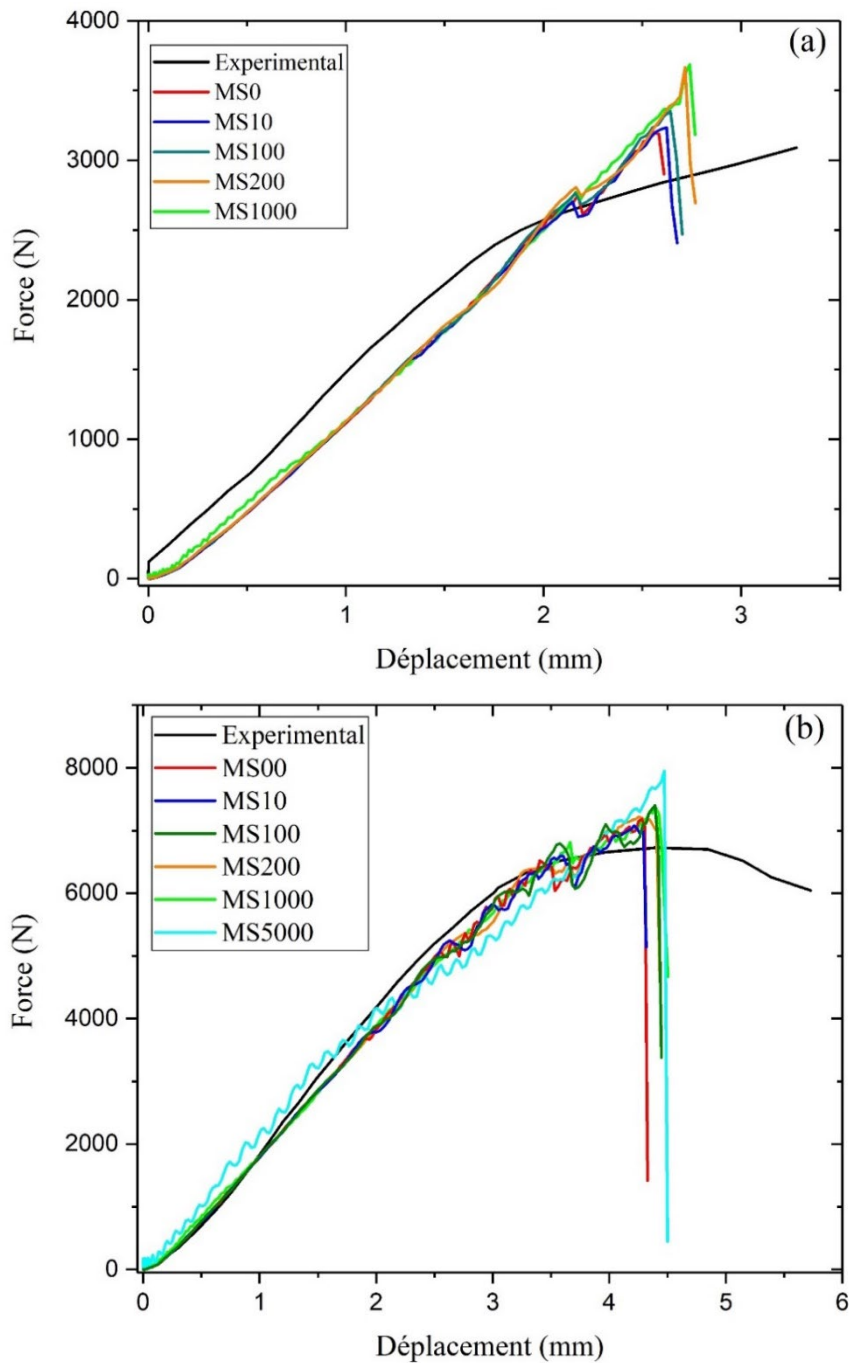 (a)
Experimental
MS0
MS10
MS100
MS200
MS1000
4000
3000
2000
1000
0
Force (N)
0 1 2 3
Déplacement (mm)
(b)
Experimental
MS00
MS10
MS100
MS200
MS1000
MS5000
8000
6000
4000
2000
0
Force (N)
0 1 2 3 4 5 6
Déplacement (mm)